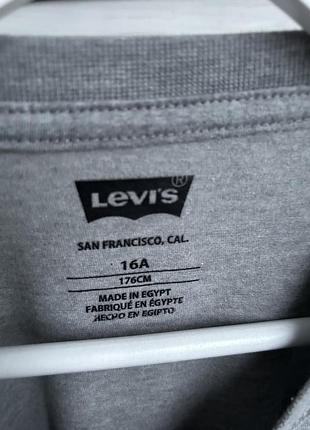 Levi's®
SAN FRANCISCO, CAL.
16A
176CM
MADE IN EGYPT
FABRIQUÉ EN ÉGYPTE
HECHO EN EGIPTO